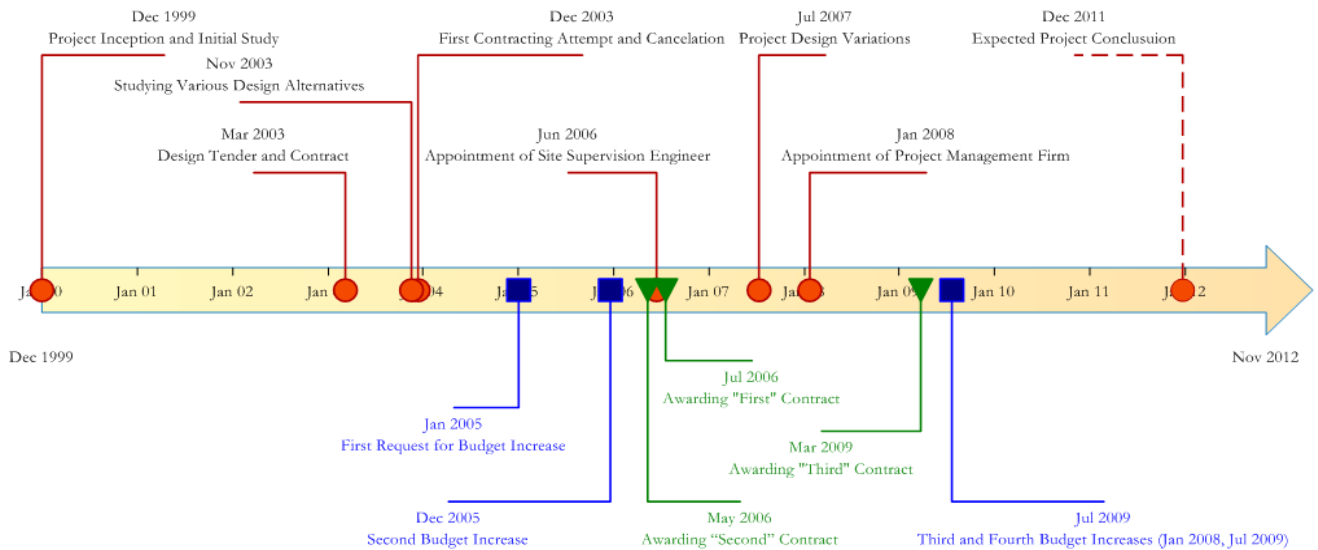 Dec 1999
Project Inception and Initial Study
Dec 2003
First Contracting Attempt and Cancelation
Jul 2007
Project Design Variations
Dec 2011
Expected Project Conclusuion
Nov 2003
Studying Various Design Alternatives
Mar 2003
Design Tender and Contract
Jun 2006
Appointment of Site Supervision Engineer
Jan 2008
Appointment of Project Management Firm
Jan 01
Jan 02
Jan 07
Jan 09
Jan 10
Jan 11
Dec 1999
Nov 2012
Jul 2006
Awarding "First" Contract
Jan 2005
First Request for Budget Increase
Mar 2009
Awarding "Third" Contract
Dec 2005
Second Budget Increase
May 2006
Awarding “Second” Contract
Jul 2009
Third and Fourth Budget Increases (Jan 2008, Jul 2009)